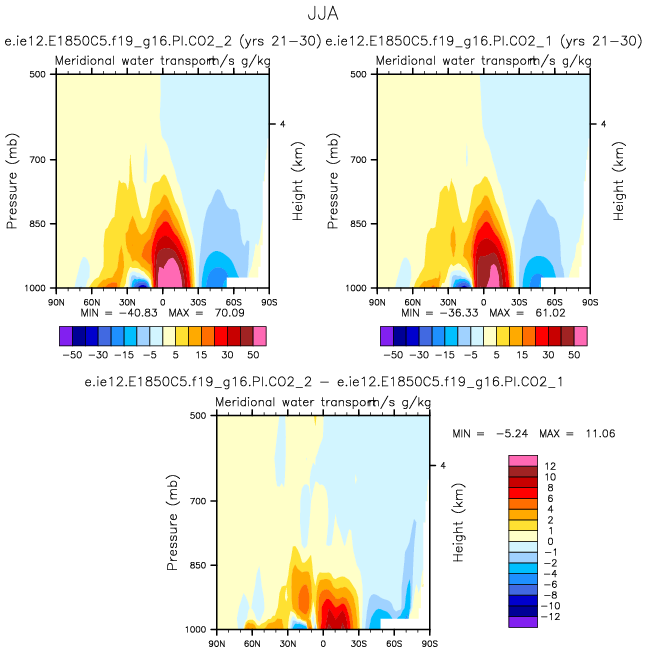 JJA
e.ie12.E1850C5.f19_g16.PI.CO2_2 (yrs 21-30) e.ie12.E1850C5.f19_g16.PI.CO2_1 (yrs 21-30)
Meridional water transport m/s g/kg Meridional water transport m/s g/kg
500 500
4 4
700 700
Pressure (mb) Height (km) Pressure (mb) Height (km)
850 850
1000 1000
90N 60N 30N 0 30S 60S 90S 90N 60N 30N 0 30S 60S 90S
MIN = -40.83 MAX = 70.09 MIN = -36.33 MAX = 61.02
-50 -30 -15 -5 5 15 30 50 -50 -30 -15 -5 5 15 30 50
e.ie12.E1850C5.f19_g16.PI.CO2_2 - e.ie12.E1850C5.f19_g16.PI.CO2_1
Meridional water transport m/s g/kg
500
MIN = -5.24 MAX = 11.06
4
700
Pressure (mb) Height (km)
850
1000
90N 60N 30N 0 30S 60S 90S
12
10
8
6
4
2
1
0
-1
-2
-4
-6
-8
-10
-12